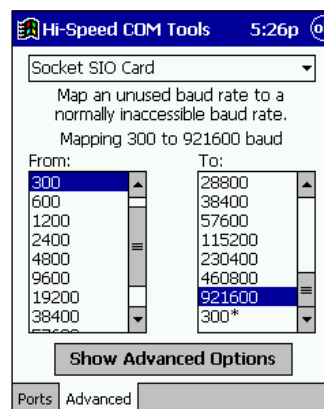 Hi-Speed COM Tools 5:26p
Socket SIO Card
Map an unused baud rate to a
normally inaccessible baud rate.
Mapping 300 to 921600 baud
From: To:
300 28800
600 38400
1200 57600
2400 115200
4800 230400
9600 460800
19200 921600
38400 300*
57600
Show Advanced Options
Ports Advanced